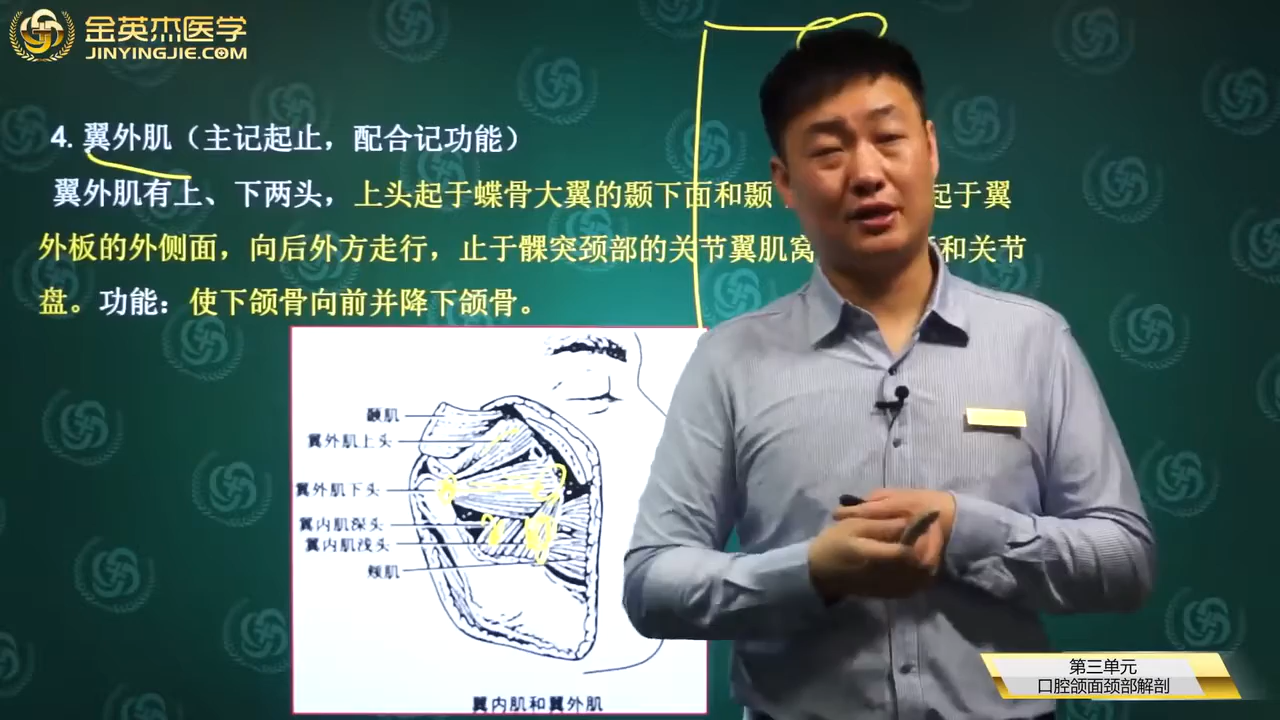 金英杰医学
JINYINGJIE.COM
4. 翼外肌（主记起止，配合记功能）
翼外肌有上、下两头，上头起于蝶骨大翼的颞下面和颞 起于翼
外板的外侧面，向后外方走行，止于髁突颈部的关节翼肌窝 和关节
盘。功能：使下颌骨向前并降下颌骨。
颞肌
翼外肌上头
翼外肌下头
翼内肌深头
翼内肌浅头
颊肌
翼内肌和翼外肌
第三单元
口腔颌面颈部解剖